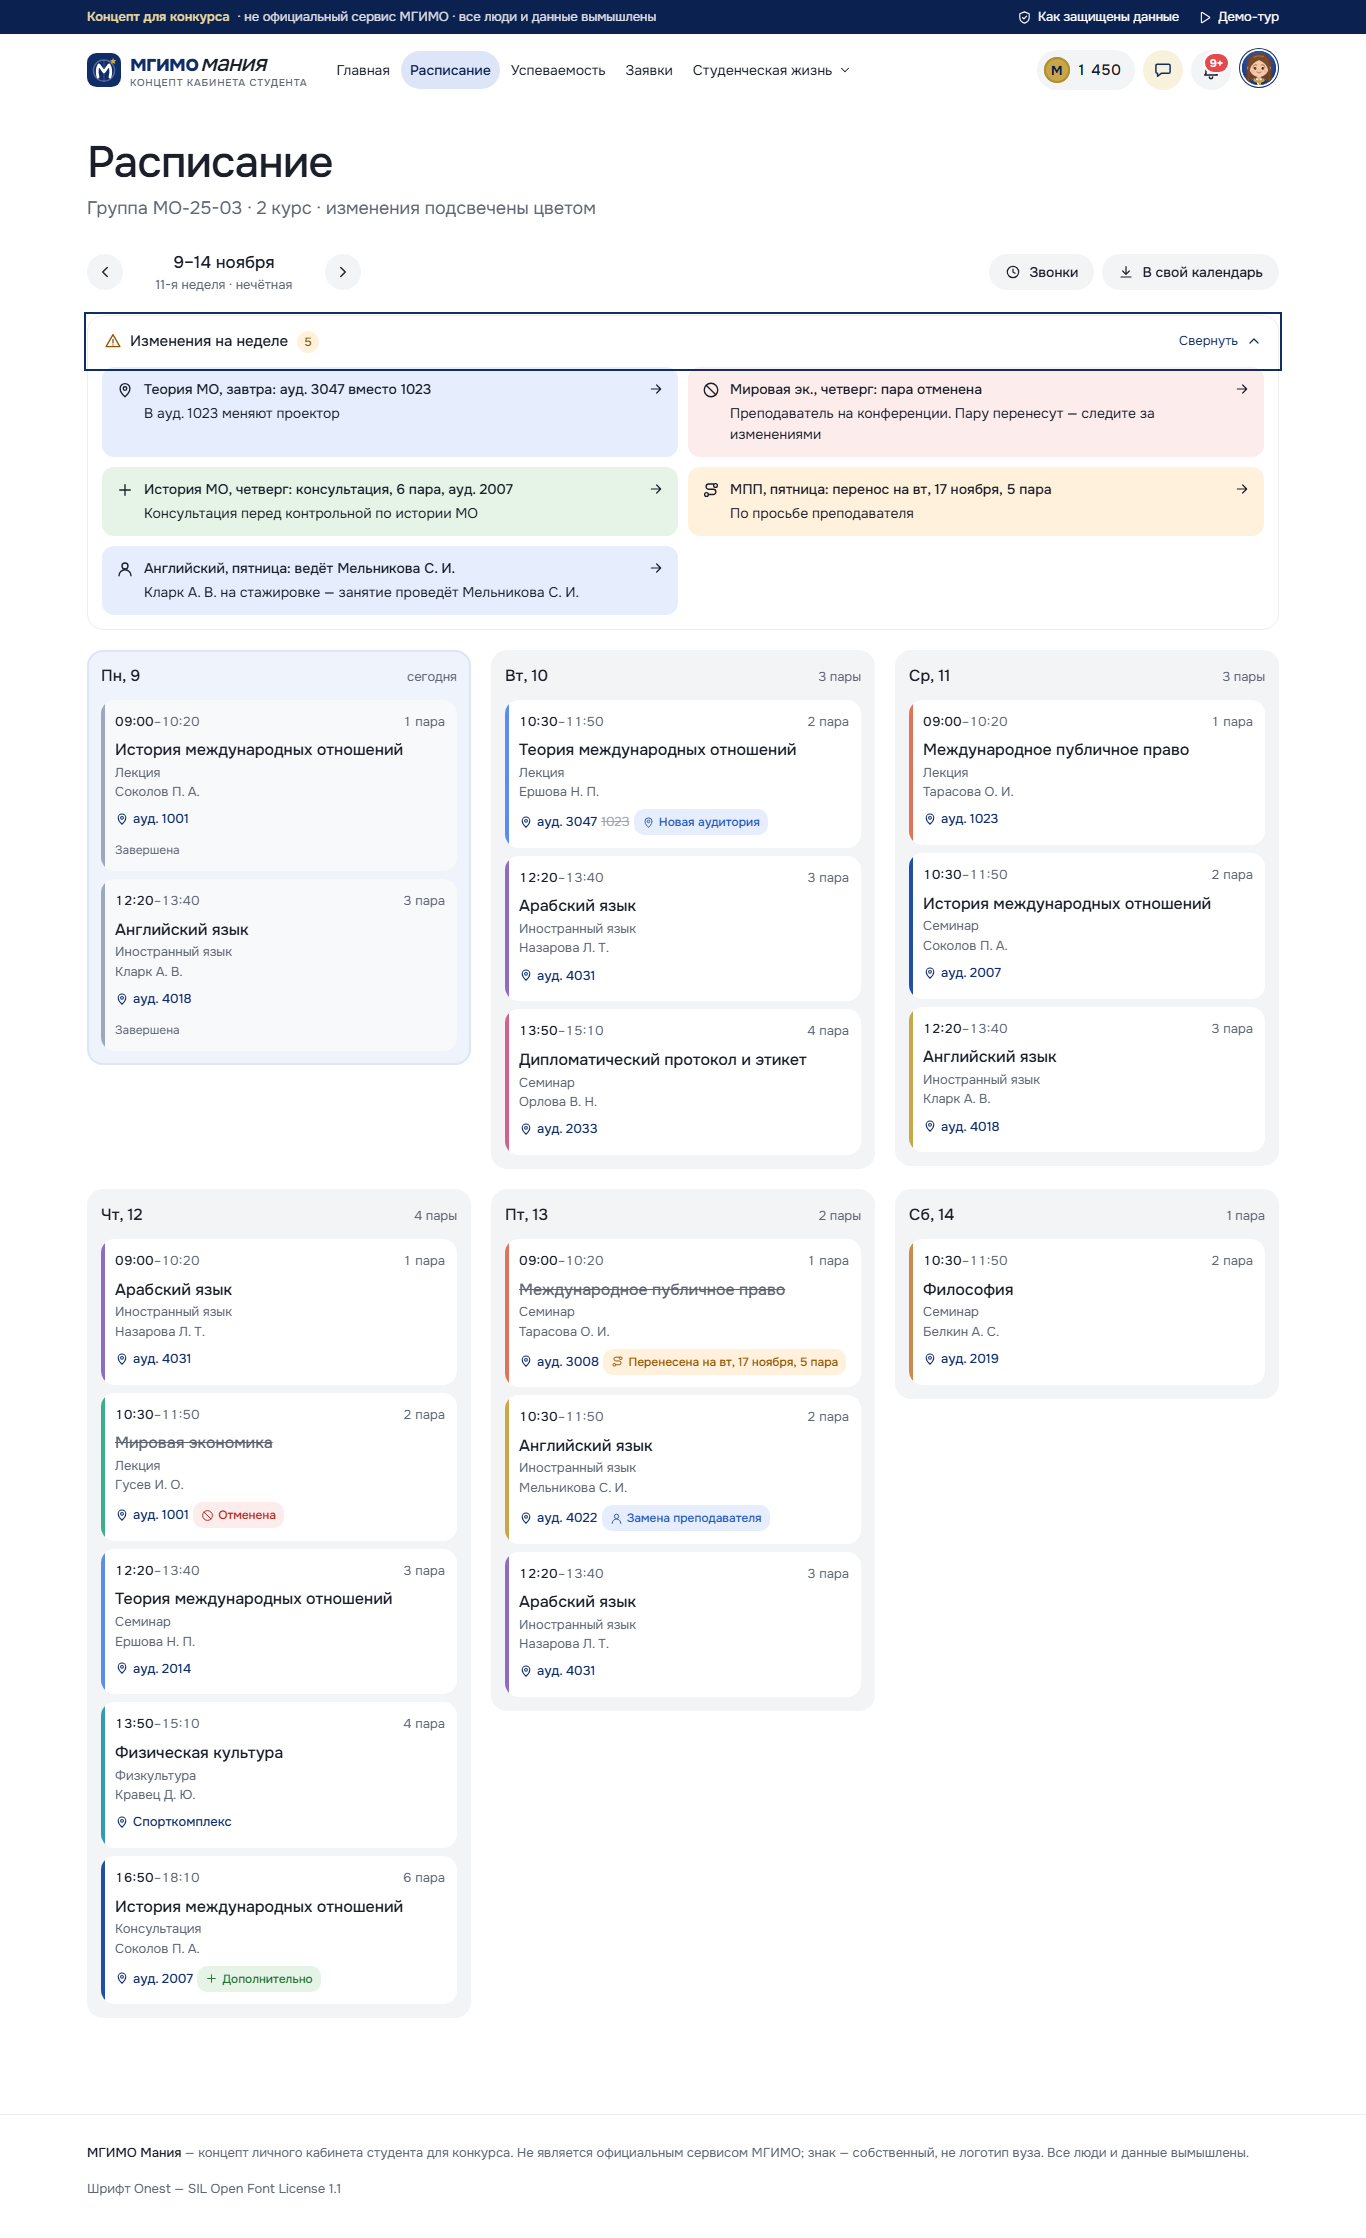 Концепт для конкурса · не официальный сервис МГИМО · все люди и данные вымышлены
Как защищены данные
Демо-тур
М
МГИМО Мания
КОНЦЕПТ КАБИНЕТА СТУДЕНТА
Главная
Расписание
Успеваемость
Заявки
Студенческая жизнь
М
1 450
9+
Расписание
Группа МО-25-03 · 2 курс · изменения подсвечены цветом
9–14 ноября
11-я неделя · нечётная
Звонки
В свой календарь
Изменения на неделе 5
Свернуть
Теория МО, завтра: ауд. 3047 вместо 1023
В ауд. 1023 меняют проектор
Мировая эк., четверг: пара отменена
Преподаватель на конференции. Пару перенесут — следите за
изменениями
История МО, четверг: консультация, 6 пара, ауд. 2007
Консультация перед контрольной по истории МО
МПП, пятница: перенос на вт, 17 ноября, 5 пара
По просьбе преподавателя
Английский, пятница: ведёт Мельникова С. И.
Кларк А. В. на стажировке — занятие проведёт Мельникова С. И.
Пн, 9
сегодня
09:00–10:20
1 пара
История международных отношений
Лекция
Соколов П. А.
ауд. 1001
Завершена
12:20–13:40
3 пара
Английский язык
Иностранный язык
Кларк А. В.
ауд. 4018
Завершена
Вт, 10
3 пары
10:30–11:50
2 пара
Теория международных отношений
Лекция
Ершова Н. П.
ауд. 3047 1023 Новая аудитория
12:20–13:40
3 пара
Арабский язык
Иностранный язык
Назарова Л. Т.
ауд. 4031
13:50–15:10
4 пара
Дипломатический протокол и этикет
Семинар
Орлова В. Н.
ауд. 2033
Ср, 11
3 пары
09:00–10:20
1 пара
Международное публичное право
Лекция
Тарасова О. И.
ауд. 1023
10:30–11:50
2 пара
История международных отношений
Семинар
Соколов П. А.
ауд. 2007
12:20–13:40
3 пара
Английский язык
Иностранный язык
Кларк А. В.
ауд. 4018
Чт, 12
4 пары
09:00–10:20
1 пара
Арабский язык
Иностранный язык
Назарова Л. Т.
ауд. 4031
10:30–11:50
2 пара
Мировая экономика
Лекция
Гусев И. О.
ауд. 1001 Отменена
12:20–13:40
3 пара
Теория международных отношений
Семинар
Ершова Н. П.
ауд. 2014
13:50–15:10
4 пара
Физическая культура
Физкультура
Кравец Д. Ю.
Спорткомплекс
16:50–18:10
6 пара
История международных отношений
Консультация
Соколов П. А.
ауд. 2007 Дополнительно
Пт, 13
2 пары
09:00–10:20
1 пара
Международное публичное право
Семинар
Тарасова О. И.
ауд. 3008 Перенесена на вт, 17 ноября, 5 пара
10:30–11:50
2 пара
Английский язык
Иностранный язык
Мельникова С. И.
ауд. 4022 Замена преподавателя
12:20–13:40
3 пара
Арабский язык
Иностранный язык
Назарова Л. Т.
ауд. 4031
Сб, 14
1 пара
10:30–11:50
2 пара
Философия
Семинар
Белкин А. С.
ауд. 2019
МГИМО Мания — концепт личного кабинета студента для конкурса. Не является официальным сервисом МГИМО; знак — собственный, не логотип вуза. Все люди и данные вымышлены.
Шрифт Onest — SIL Open Font License 1.1